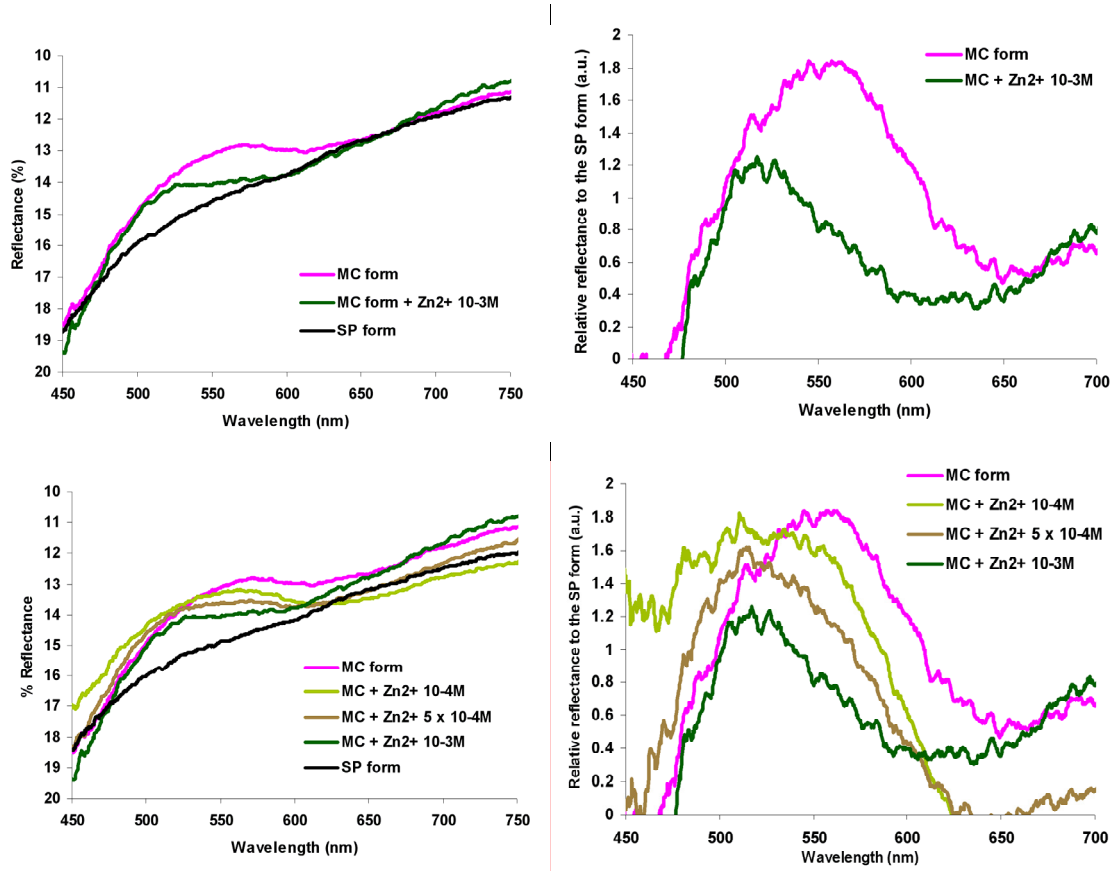 10
11
12
13
14
15
16
17
18
19
20
Reflectance (%)
MC form
MC form + Zn2+ 10-3M
SP form
450 500 550 600 650 700 750
Wavelength (nm)
2
1.8
1.6
1.4
1.2
1
0.8
0.6
0.4
0.2
0
Relative reflectance to the SP form (a.u.)
MC form
MC + Zn2+ 10-3M
450 500 550 600 650 700
Wavelength (nm)
10
11
12
13
14
15
16
17
18
19
20
% Reflectance
MC form
MC + Zn2+ 10-4M
MC + Zn2+ 5 x 10-4M
MC + Zn2+ 10-3M
SP form
450 500 550 600 650 700 750
Wavelength (nm)
2
1.8
1.6
1.4
1.2
1
0.8
0.6
0.4
0.2
0
Relative reflectance to the SP form (a.u.)
MC form
MC + Zn2+ 10-4M
MC + Zn2+ 5 x 10-4M
MC + Zn2+ 10-3M
450 500 550 600 650 700
Wavelength (nm)